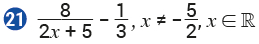 21 8/(2x + 5) − 1/3, x ≠ −5/2, x ∈ ℝ